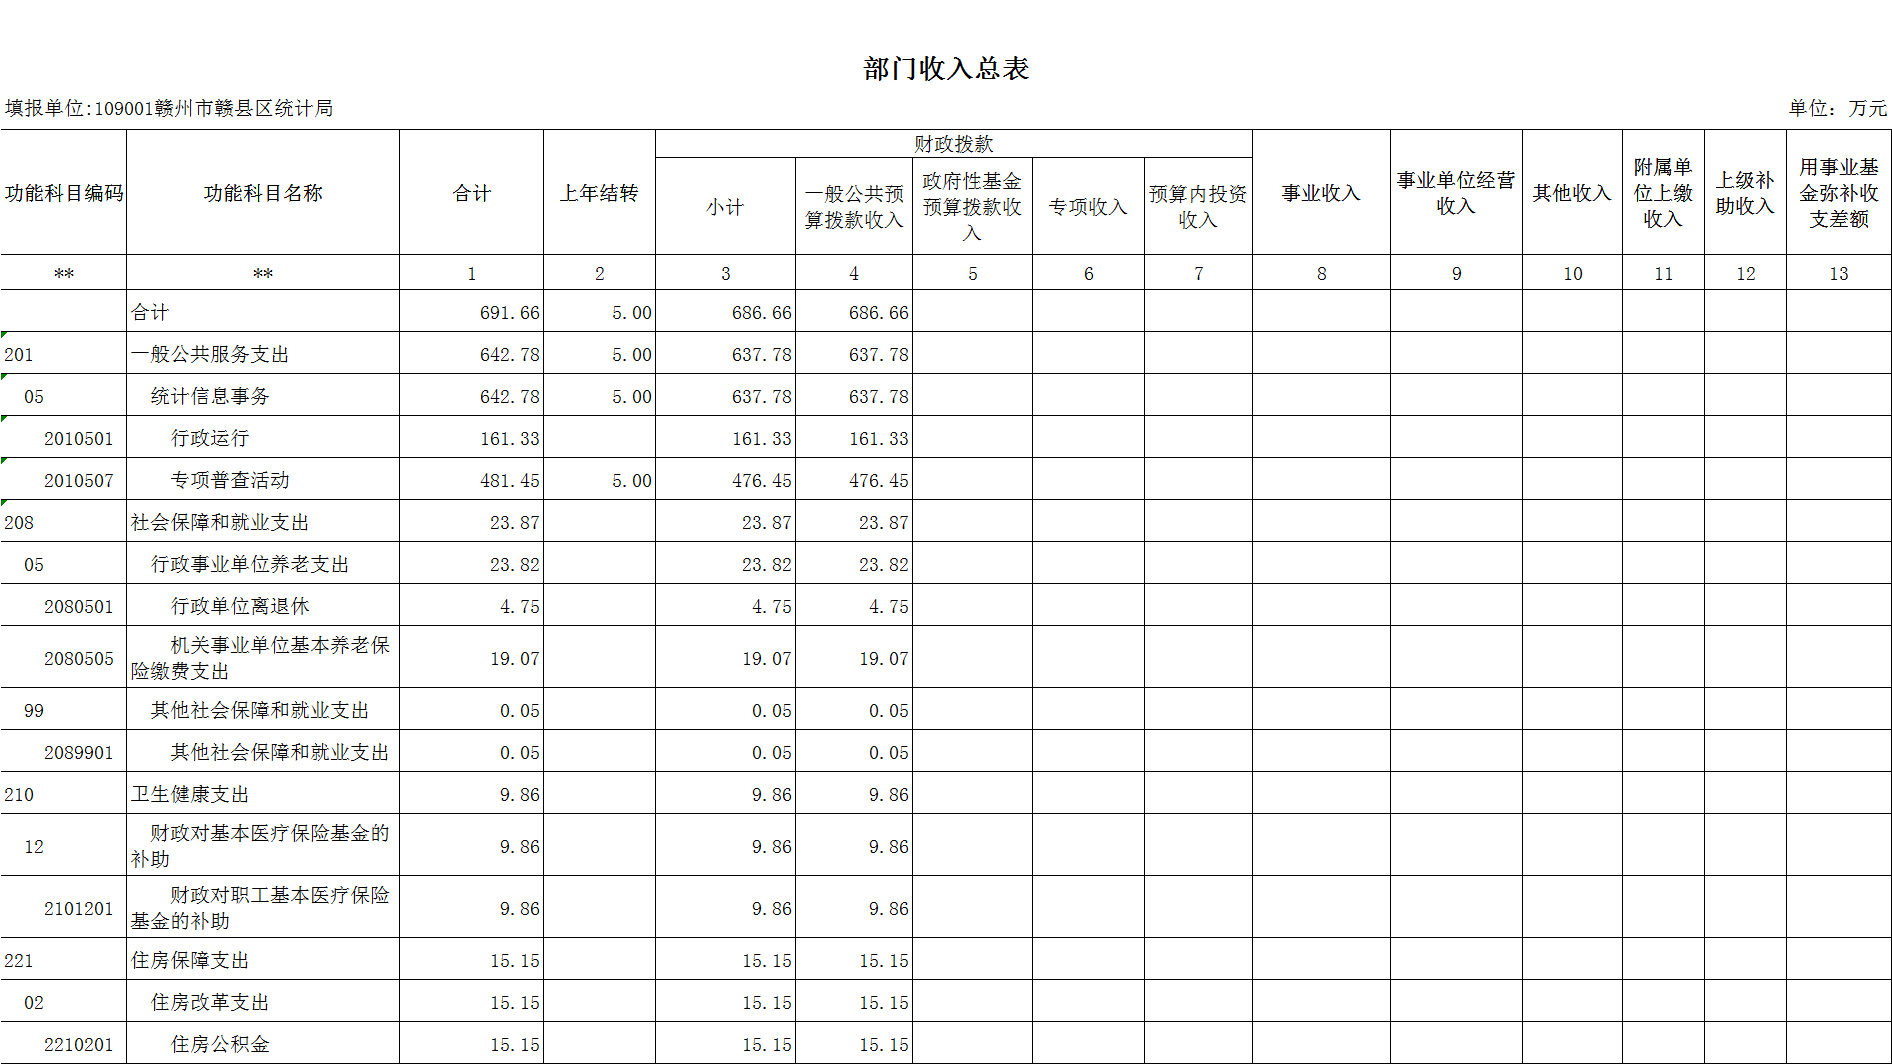 部门收入总表
填报单位:109001赣州市赣县区统计局 单位：万元
功能科目编码 功能科目名称 合计 上年结转 财政拨款 事业收入 事业单位经营收入 其他收入 附属单位上缴收入 上级补助收入 用事业基金弥补收支差额
小计 一般公共预算拨款收入 政府性基金预算拨款收入 专项收入 预算内投资收入
** ** 1 2 3 4 5 6 7 8 9 10 11 12 13
合计 691.66 5.00 686.66 686.66
201 一般公共服务支出 642.78 5.00 637.78 637.78
05 统计信息事务 642.78 5.00 637.78 637.78
2010501 行政运行 161.33 161.33 161.33
2010507 专项普查活动 481.45 5.00 476.45 476.45
208 社会保障和就业支出 23.87 23.87 23.87
05 行政事业单位养老支出 23.82 23.82 23.82
2080501 行政单位离退休 4.75 4.75 4.75
2080505 机关事业单位基本养老保险缴费支出 19.07 19.07 19.07
99 其他社会保障和就业支出 0.05 0.05 0.05
2089901 其他社会保障和就业支出 0.05 0.05 0.05
210 卫生健康支出 9.86 9.86 9.86
12 财政对基本医疗保险基金的补助 9.86 9.86 9.86
2101201 财政对职工基本医疗保险基金的补助 9.86 9.86 9.86
221 住房保障支出 15.15 15.15 15.15
02 住房改革支出 15.15 15.15 15.15
2210201 住房公积金 15.15 15.15 15.15